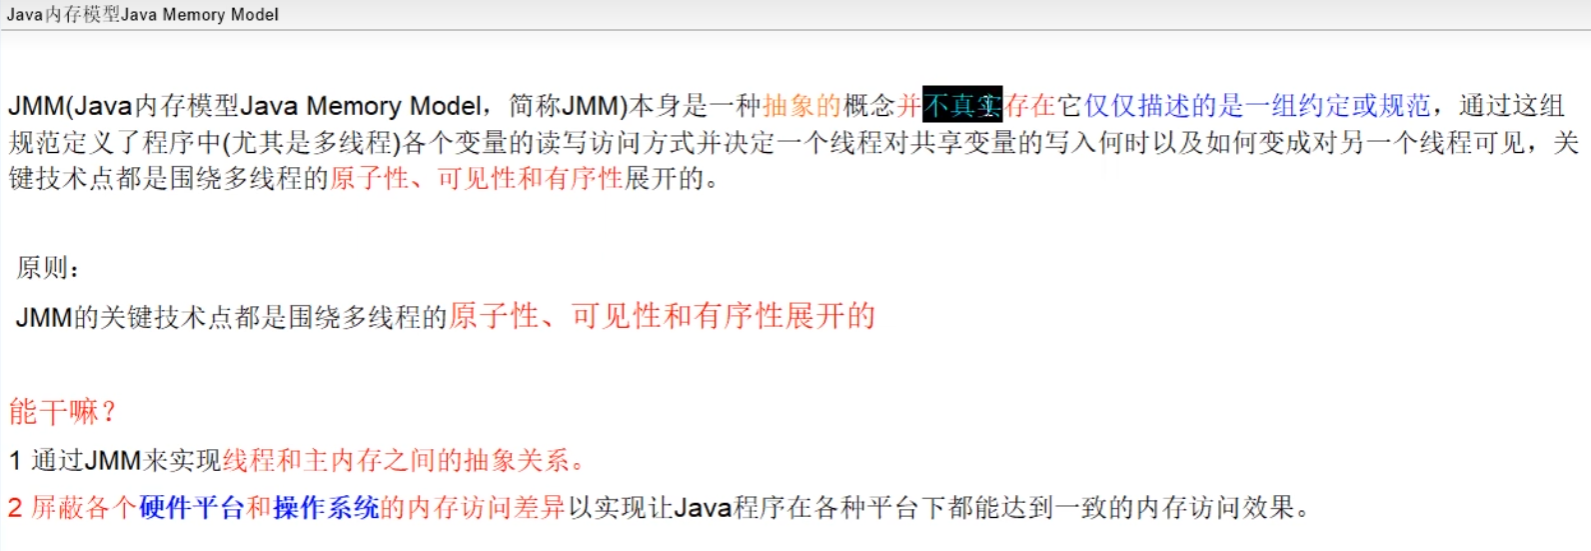 Java内存模型Java Memory Model
JMM(Java内存模型Java Memory Model，简称JMM)本身是一种抽象的概念并不真实存在它仅仅描述的是一组约定或规范，通过这组
规范定义了程序中(尤其是多线程)各个变量的读写访问方式并决定一个线程对共享变量的写入何时以及如何变成对另一个线程可见，关
键技术点都是围绕多线程的原子性、可见性和有序性展开的。
原则：
JMM的关键技术点都是围绕多线程的原子性、可见性和有序性展开的
能干嘛？
1 通过JMM来实现线程和主内存之间的抽象关系。
2 屏蔽各个硬件平台和操作系统的内存访问差异以实现让Java程序在各种平台下都能达到一致的内存访问效果。